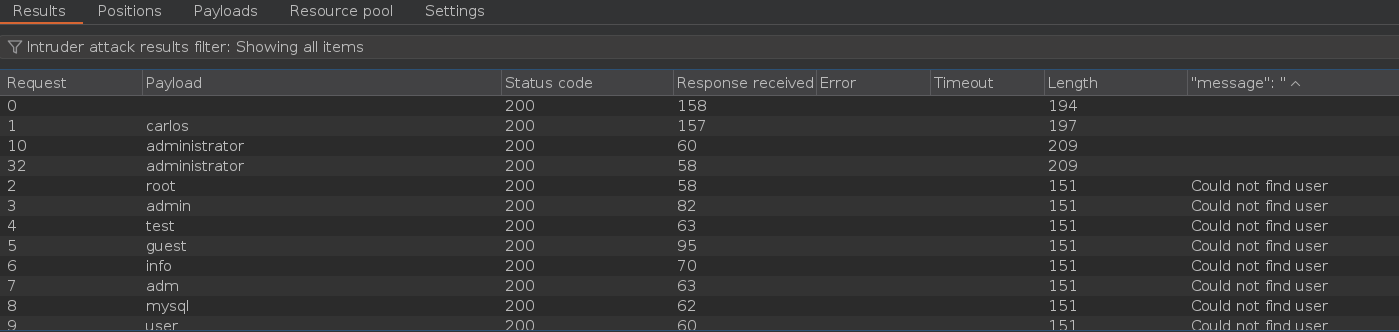 Results Positions Payloads Resource pool Settings
Intruder attack results filter: Showing all items
Request Payload Status code Response received Error Timeout Length "message": "
0 200 158 194
1 carlos 200 157 197
10 administrator 200 60 209
32 administrator 200 58 209
2 root 200 58 151 Could not find user
3 admin 200 82 151 Could not find user
4 test 200 63 151 Could not find user
5 guest 200 95 151 Could not find user
6 info 200 70 151 Could not find user
7 adm 200 63 151 Could not find user
8 mysql 200 62 151 Could not find user
9 user 200 60 151 Could not find user